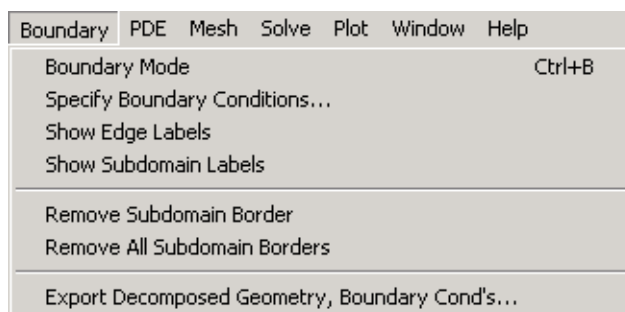 Boundary PDE Mesh Solve Plot Window Help
Boundary Mode Ctrl+B
Specify Boundary Conditions...
Show Edge Labels
Show Subdomain Labels
Remove Subdomain Border
Remove All Subdomain Borders
Export Decomposed Geometry, Boundary Cond's...